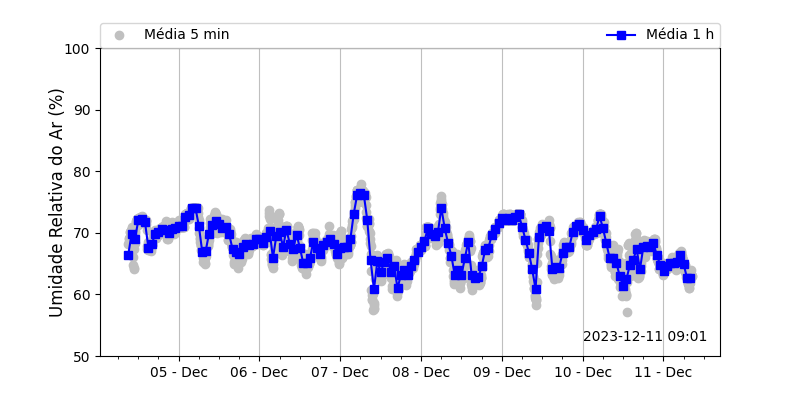 Média 5 min
Média 1 h
Umidade Relativa do Ar (%)
100
90
80
70
60
50
2023-12-11 09:01
05 - Dec
06 - Dec
07 - Dec
08 - Dec
09 - Dec
10 - Dec
11 - Dec